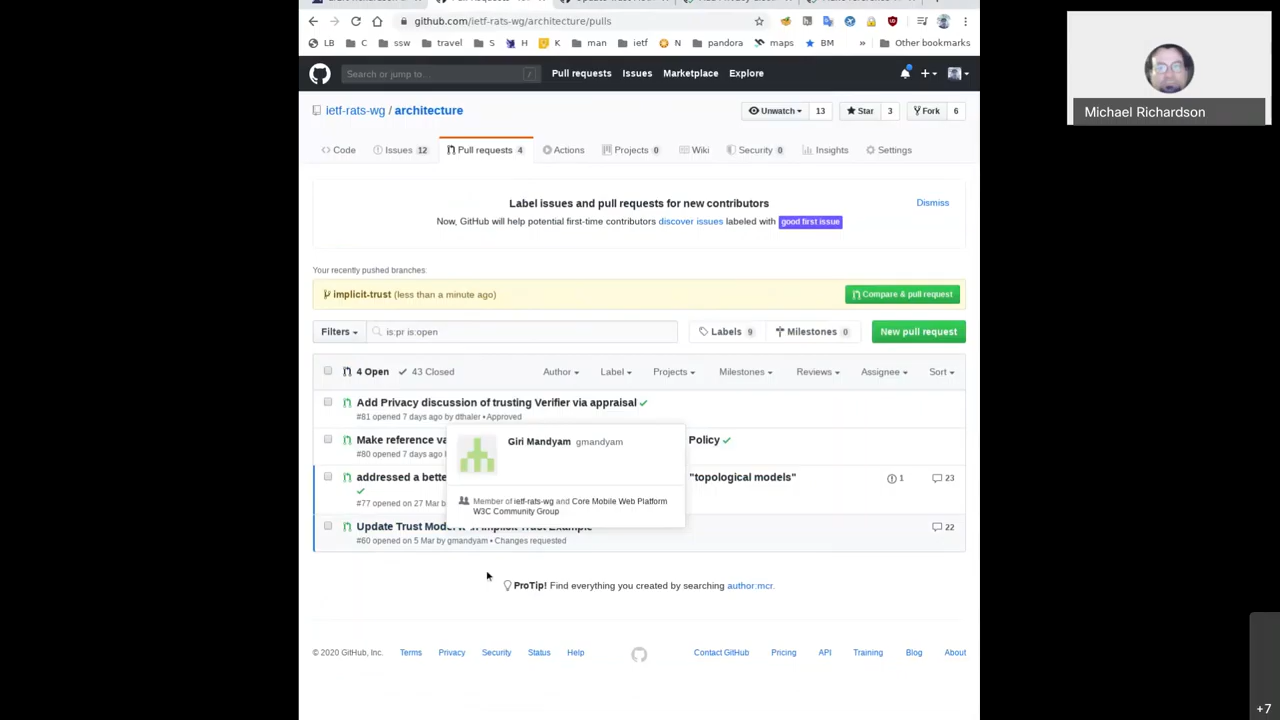 github.com/ietf-rats-wg/architecture/pulls
LB C ssw travel S H K man ietf N pandora maps BM » Other bookmarks
Search or jump to… / Pull requests Issues Marketplace Explore
ietf-rats-wg / architecture Unwatch 13 Star 3 Fork 6
Code Issues 12 Pull requests 4 Actions Projects 0 Wiki Security 0 Insights Settings
Label issues and pull requests for new contributors Dismiss
Now, GitHub will help potential first-time contributors discover issues labeled with good first issue
Your recently pushed branches:
implicit-trust (less than a minute ago) Compare & pull request
Filters is:pr is:open Labels 9 Milestones 0 New pull request
4 Open 43 Closed Author Label Projects Milestones Reviews Assignee Sort
Add Privacy discussion of trusting Verifier via appraisal
#81 opened 7 days ago by dthaler • Approved
Make reference va Policy
#80 opened 7 days ago
Giri Mandyam gmandyam
addressed a bette "topological models" 1 23
#77 opened on 27 Mar
Member of ietf-rats-wg and Core Mobile Web Platform
W3C Community Group
Update Trust Model Implicit Trust Example 22
#60 opened on 5 Mar by gmandyam • Changes requested
ProTip! Find everything you created by searching author:mcr.
© 2020 GitHub, Inc. Terms Privacy Security Status Help Contact GitHub Pricing API Training Blog About
Michael Richardson
+7